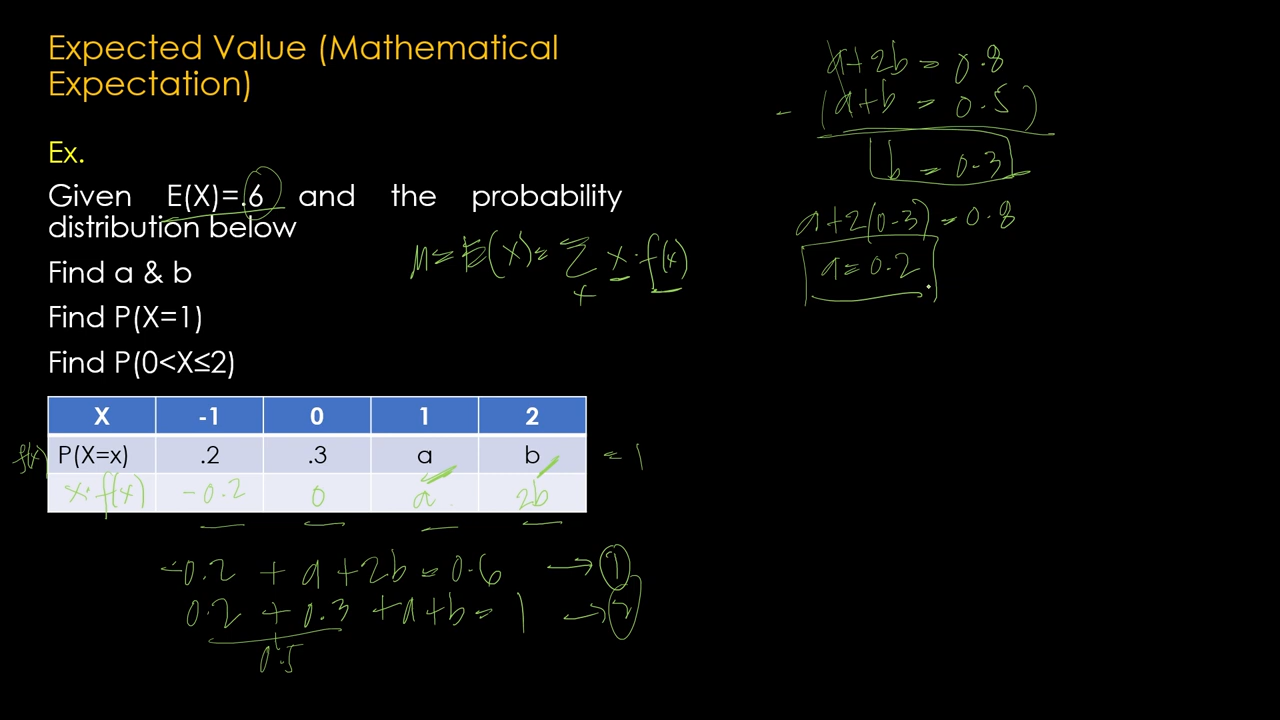 Expected Value (Mathematical
Expectation)
Ex.
Given E(X)=.6 and the probability
distribution below
μ = E(X) = Σ x · f(x)
x
Find a & b
Find P(X=1)
Find P(0<X≤2)
X -1 0 1 2
f(x) P(X=x) .2 .3 a b = 1
x·f(x) -0.2 0 a 2b
-0.2 + a + 2b = 0.6 → 1
0.2 + 0.3 + a + b = 1 → 2
0.5
a + 2b = 0.8
- (a + b = 0.5)
b = 0.3
a + 2(0.3) = 0.8
a = 0.2